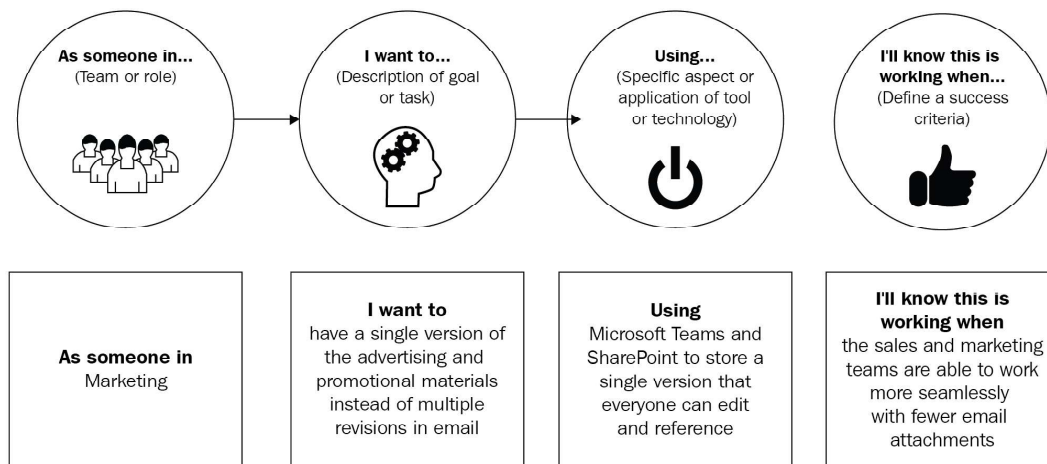 As someone in...
(Team or role)
I want to...
(Description of goal
or task)
Using...
(Specific aspect or
application of tool
or technology)
I'll know this is
working when...
(Define a success
criteria)
As someone in
Marketing
I want to
have a single version of
the advertising and
promotional materials
instead of multiple
revisions in email
Using
Microsoft Teams and
SharePoint to store a
single version that
everyone can edit
and reference
I'll know this is
working when
the sales and marketing
teams are able to work
more seamlessly
with fewer email
attachments